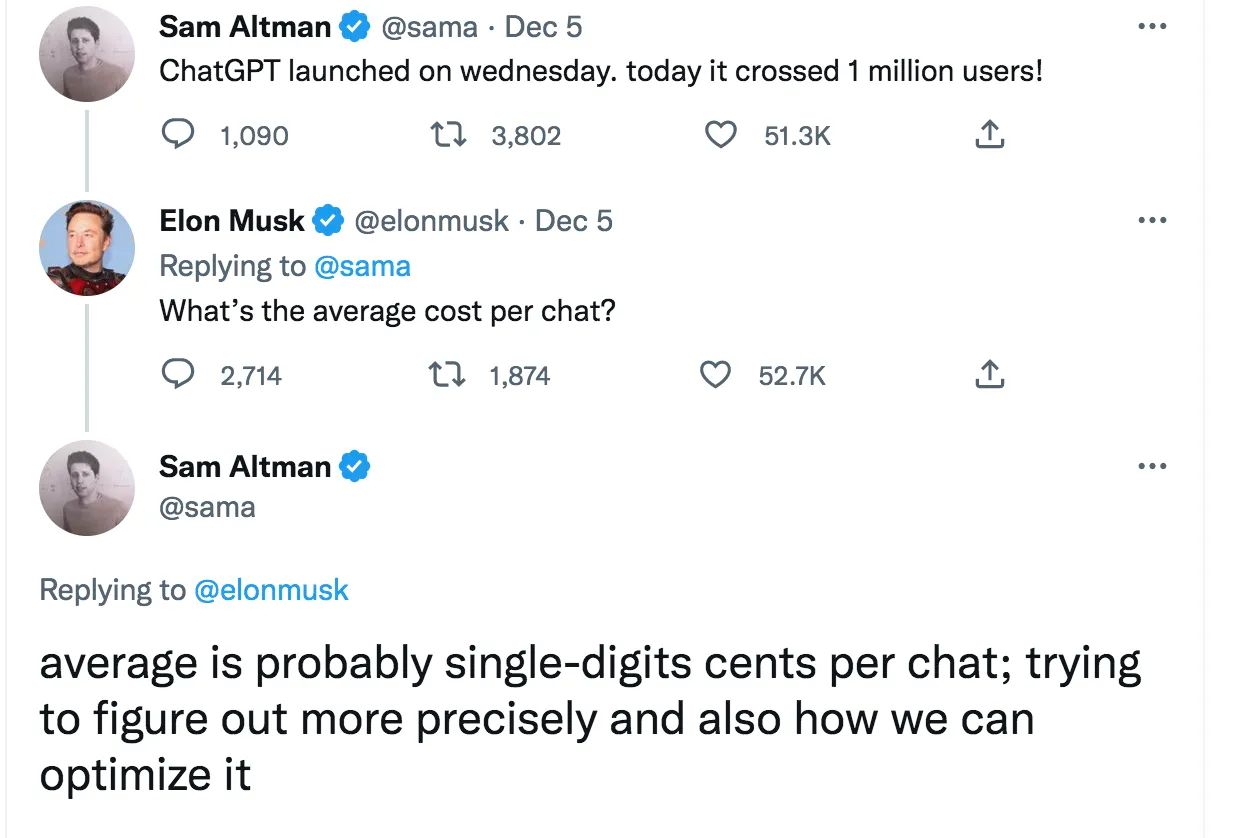 Sam Altman @sama · Dec 5
ChatGPT launched on wednesday. today it crossed 1 million users!
1,090 3,802 51.3K
Elon Musk @elonmusk · Dec 5
Replying to @sama
What’s the average cost per chat?
2,714 1,874 52.7K
Sam Altman
@sama
Replying to @elonmusk
average is probably single-digits cents per chat; trying
to figure out more precisely and also how we can
optimize it